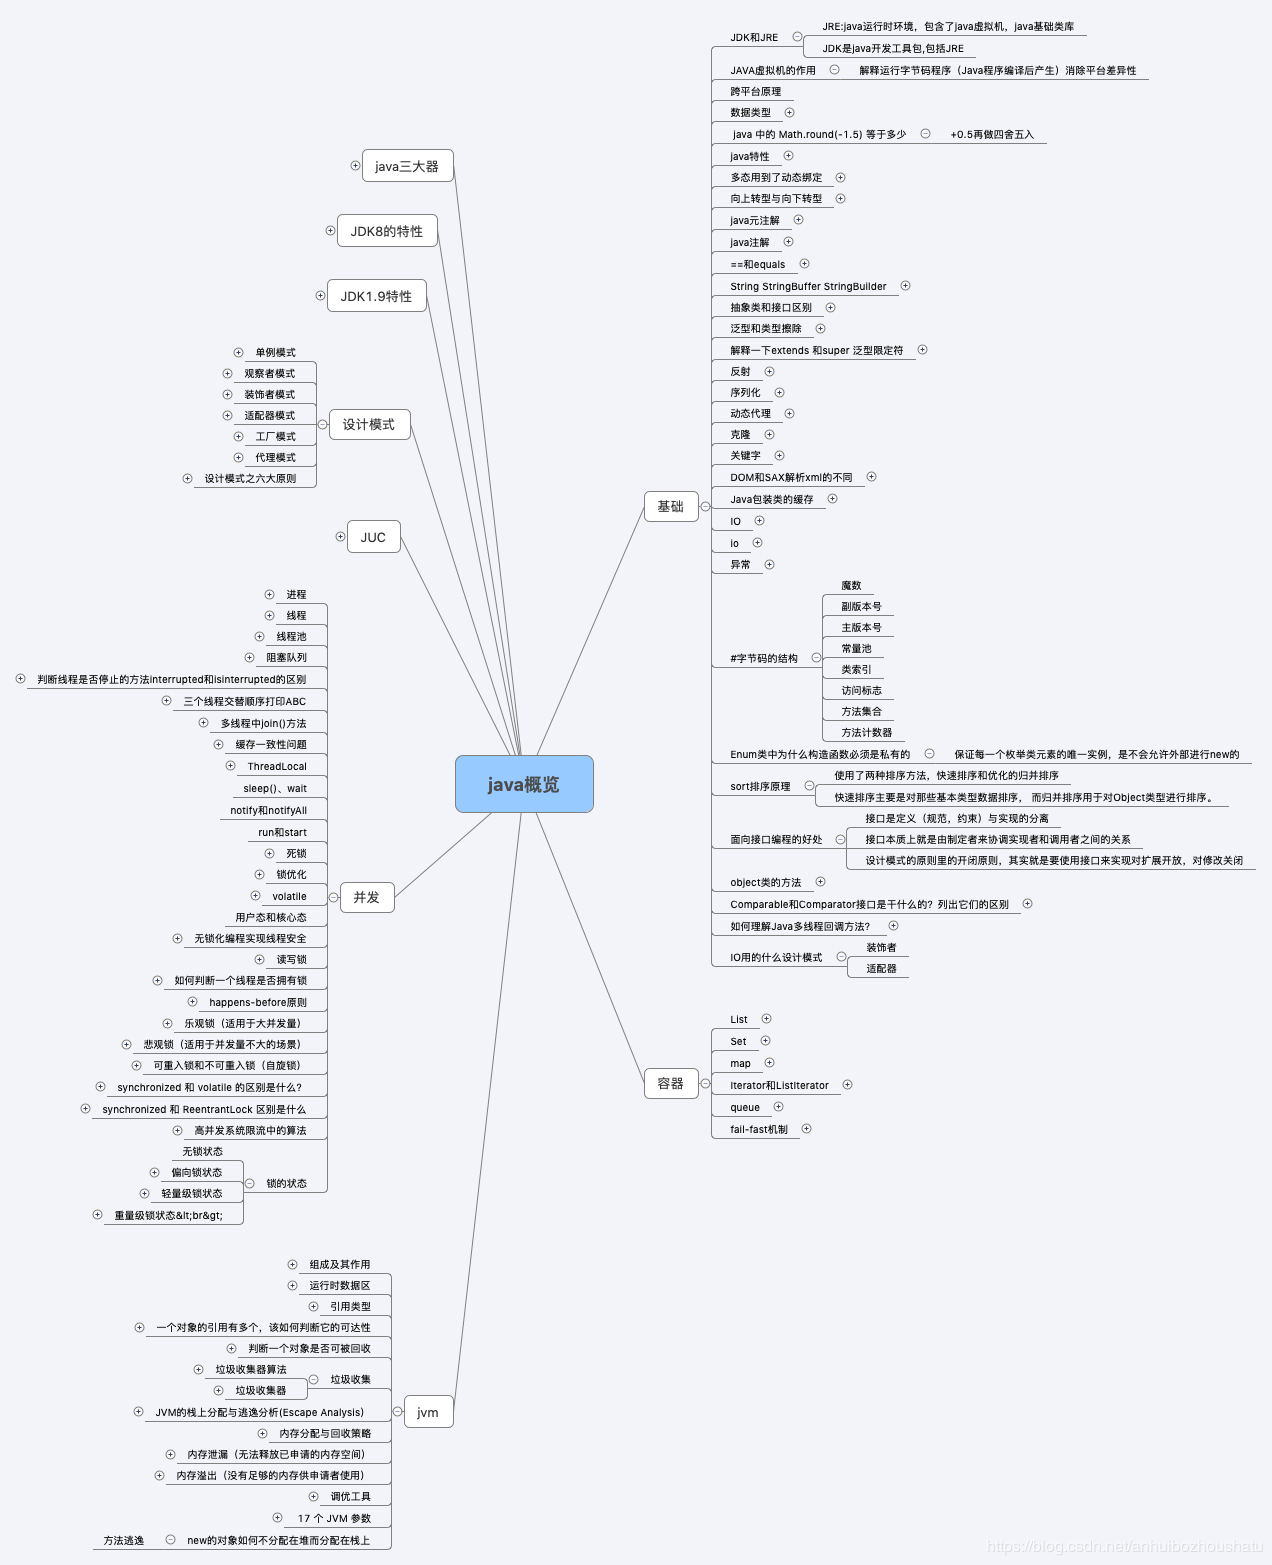 java概览
基础
JDK和JRE
JRE:java运行时环境，包含了java虚拟机，java基础类库
JDK是java开发工具包,包括JRE
JAVA虚拟机的作用
解释运行字节码程序（Java程序编译后产生）消除平台差异性
跨平台原理
数据类型
java 中的 Math.round(-1.5) 等于多少
+0.5再做四舍五入
java特性
多态用到了动态绑定
向上转型与向下转型
java元注解
java注解
==和equals
String StringBuffer StringBuilder
抽象类和接口区别
泛型和类型擦除
解释一下extends 和super 泛型限定符
反射
序列化
动态代理
克隆
关键字
DOM和SAX解析xml的不同
Java包装类的缓存
IO
io
异常
#字节码的结构
魔数
副版本号
主版本号
常量池
类索引
访问标志
方法集合
方法计数器
Enum类中为什么构造函数必须是私有的
保证每一个枚举类元素的唯一实例，是不会允许外部进行new的
sort排序原理
使用了两种排序方法，快速排序和优化的归并排序
快速排序主要是对那些基本类型数据排序， 而归并排序用于对Object类型进行排序。
面向接口编程的好处
接口是定义（规范，约束）与实现的分离
接口本质上就是由制定者来协调实现者和调用者之间的关系
设计模式的原则里的开闭原则，其实就是要使用接口来实现对扩展开放，对修改关闭
object类的方法
Comparable和Comparator接口是干什么的？列出它们的区别
如何理解Java多线程回调方法？
IO用的什么设计模式
装饰者
适配器
容器
List
Set
map
Iterator和ListIterator
queue
fail-fast机制
java三大器
JDK8的特性
JDK1.9特性
设计模式
单例模式
观察者模式
装饰者模式
适配器模式
工厂模式
代理模式
设计模式之六大原则
JUC
并发
进程
线程
线程池
阻塞队列
判断线程是否停止的方法interrupted和isinterrupted的区别
三个线程交替顺序打印ABC
多线程中join()方法
缓存一致性问题
ThreadLocal
sleep()、wait
notify和notifyAll
run和start
死锁
锁优化
volatile
用户态和核心态
无锁化编程实现线程安全
读写锁
如何判断一个线程是否拥有锁
happens-before原则
乐观锁（适用于大并发量）
悲观锁（适用于并发量不大的场景）
可重入锁和不可重入锁（自旋锁）
synchronized 和 volatile 的区别是什么？
synchronized 和 ReentrantLock 区别是什么
高并发系统限流中的算法
锁的状态
无锁状态
偏向锁状态
轻量级锁状态
重量级锁状态&lt;br&gt;
jvm
组成及其作用
运行时数据区
引用类型
一个对象的引用有多个，该如何判断它的可达性
判断一个对象是否可被回收
垃圾收集
垃圾收集器算法
垃圾收集器
JVM的栈上分配与逃逸分析(Escape Analysis)
内存分配与回收策略
内存泄漏（无法释放已申请的内存空间）
内存溢出（没有足够的内存供申请者使用）
调优工具
17 个 JVM 参数
new的对象如何不分配在堆而分配在栈上
方法逃逸
https://blog.csdn.net/anhuibozhoushatu